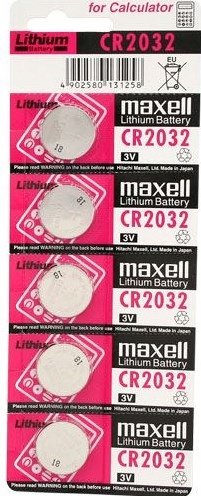 for Calculator
Lithium
Battery
CR2032
4 902580 131258
EU
maxell
Lithium Battery
CR2032
3V
81
Please read warning on the back before use Hitachi Maxell, Ltd. Made in Japan
maxell
Lithium Battery
CR2032
3V
81
Please read warning on the back before use Hitachi Maxell, Ltd. Made in Japan
maxell
Lithium Battery
CR2032
3V
81
Please read warning on the back before use Hitachi Maxell, Ltd. Made in Japan
maxell
Lithium Battery
CR2032
3V
81
Please read warning on the back before use Hitachi Maxell, Ltd. Made in Japan
maxell
Lithium Battery
CR2032
3V
81
Please read warning on the back before use Hitachi Maxell, Ltd. Made in Japan